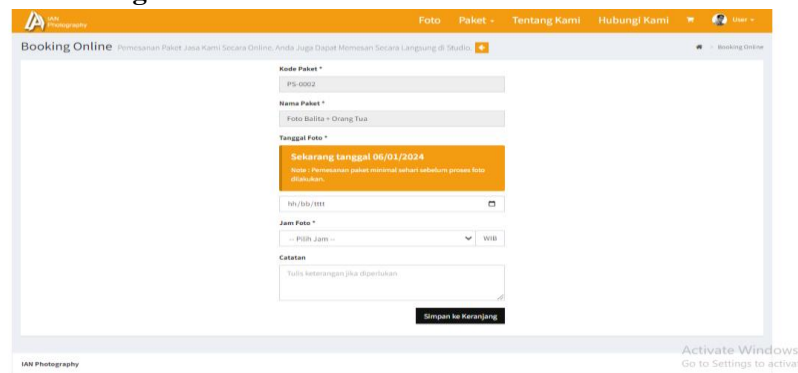 IAN
Photography
Foto Paket Tentang Kami Hubungi Kami User
Booking Online Pemesanan Paket Jasa Kami Secara Online, Anda Juga Dapat Memesan Secara Langsung di Studio.
Booking Online
Kode Paket *
PS-0002
Nama Paket *
Foto Balita + Orang Tua
Tanggal Foto *
Sekarang tanggal 06/01/2024
Note : Pemesanan paket minimal sehari sebelum proses foto
dilakukan.
hh/bb/tttt
Jam Foto *
-- Pilih Jam -- WIB
Catatan
Tulis keterangan jika diperlukan
Simpan ke Keranjang
Activate Windows
Go to Settings to activa
IAN Photography